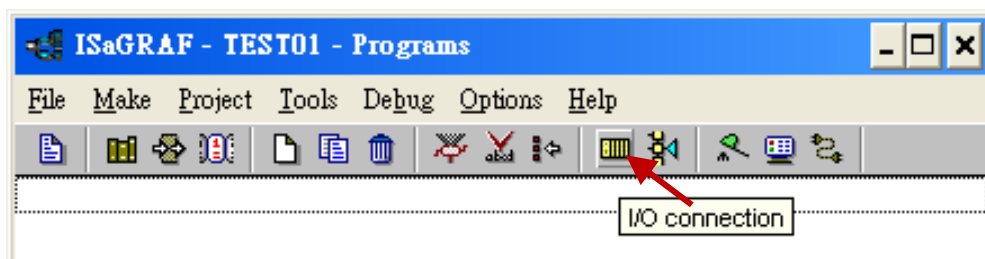 ISaGRAF - TEST01 - Programs
File Make Project Tools Debug Options Help
I/O connection